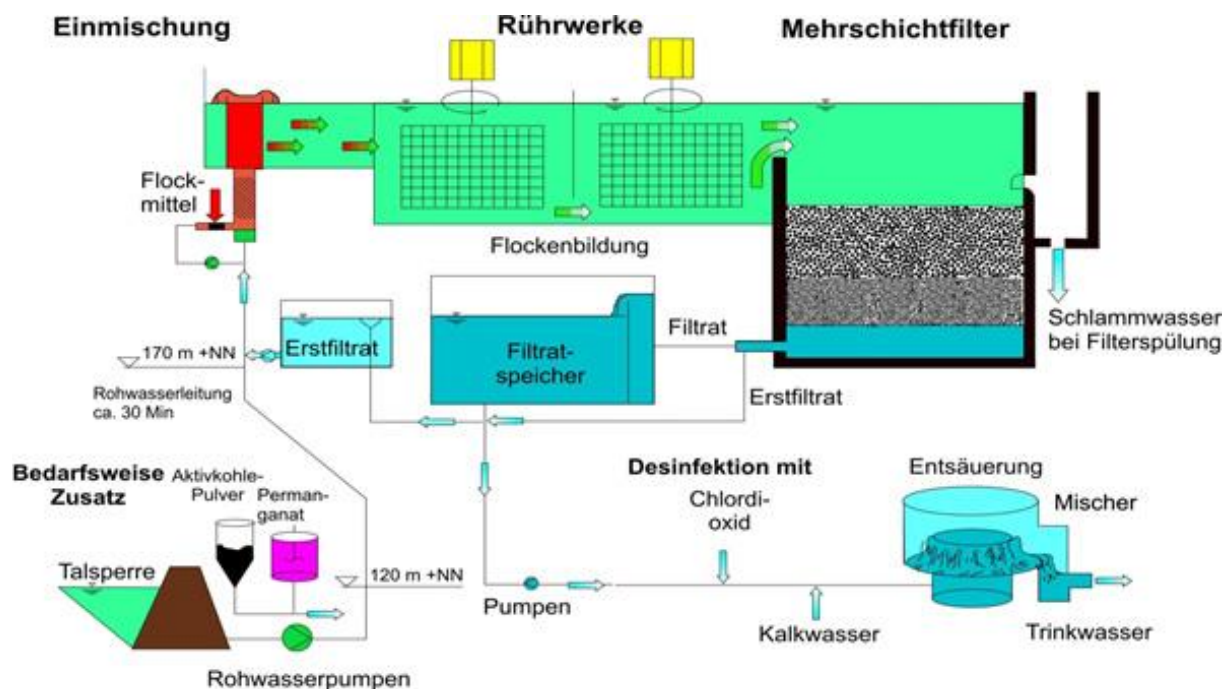 Einmischung
Rührwerke
Mehrschichtfilter
Flock-
mittel
Flockenbildung
Schlammwasser
bei Filterspülung
Filtrat
Erstfiltrat
Filtrat-
speicher
Erstfiltrat
170 m +NN
Rohwasserleitung
ca. 30 Min
Bedarfsweise
Zusatz
Aktivkohle-
Pulver
Perman-
ganat
Talsperre
120 m +NN
Rohwasserpumpen
Pumpen
Desinfektion mit
Chlordi-
oxid
Kalkwasser
Entsäuerung
Mischer
Trinkwasser